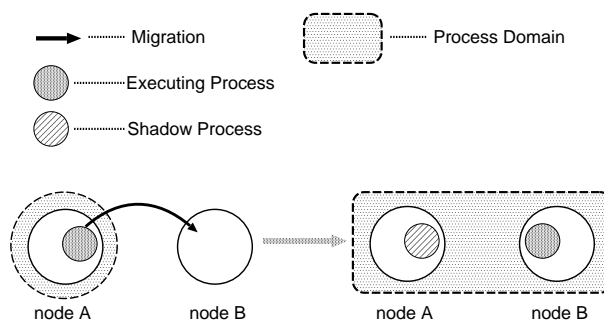 Migration
Process Domain
Executing Process
Shadow Process
node A
node B
node A
node B